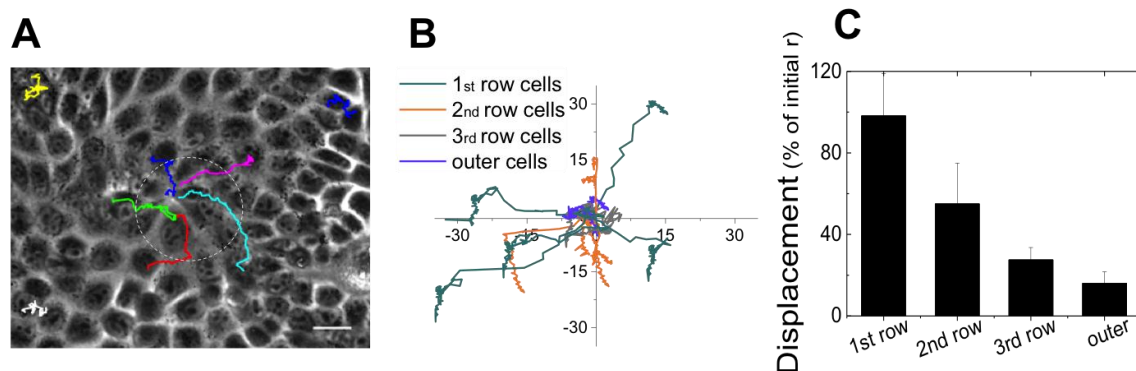 A
B
C
1st row cells
2nd row cells
3rd row cells
outer cells
30
15
-30
-15
15
30
-15
-30
Displacement (% of initial r)
120
80
40
0
1st row
2nd row
3rd row
outer